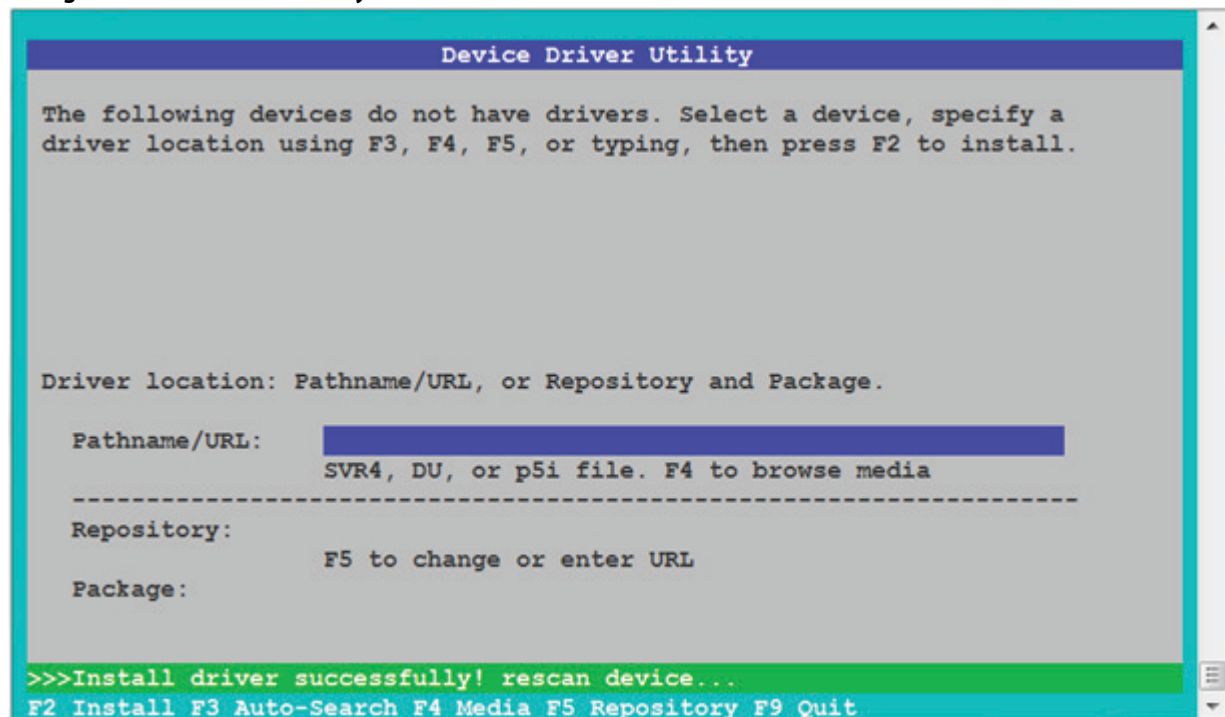 Device Driver Utility
The following devices do not have drivers. Select a device, specify a
driver location using F3, F4, F5, or typing, then press F2 to install.
Driver location: Pathname/URL, or Repository and Package.
Pathname/URL:
SVR4, DU, or p5i file. F4 to browse media
----------------------------------------------------------------------
Repository:
F5 to change or enter URL
Package:
>>>Install driver successfully! rescan device...
F2 Install F3 Auto-Search F4 Media F5 Repository F9 Quit